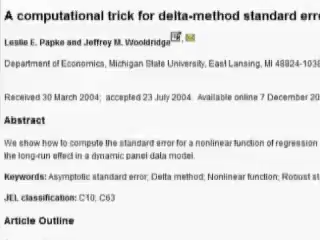 A computational trick for delta-method standard erro
Leslie E. Papke and Jeffrey M. Wooldridge
Department of Economics, Michigan State University, East Lansing, MI 48824-1038
Received 30 March 2004; accepted 23 July 2004. Available online 7 December 20
Abstract
We show how to compute the standard error for a nonlinear function of regression
the long-run effect in a dynamic panel data model.
Keywords: Asymptotic standard error; Delta method; Nonlinear function; Robust st
JEL classification: C10; C63
Article Outline